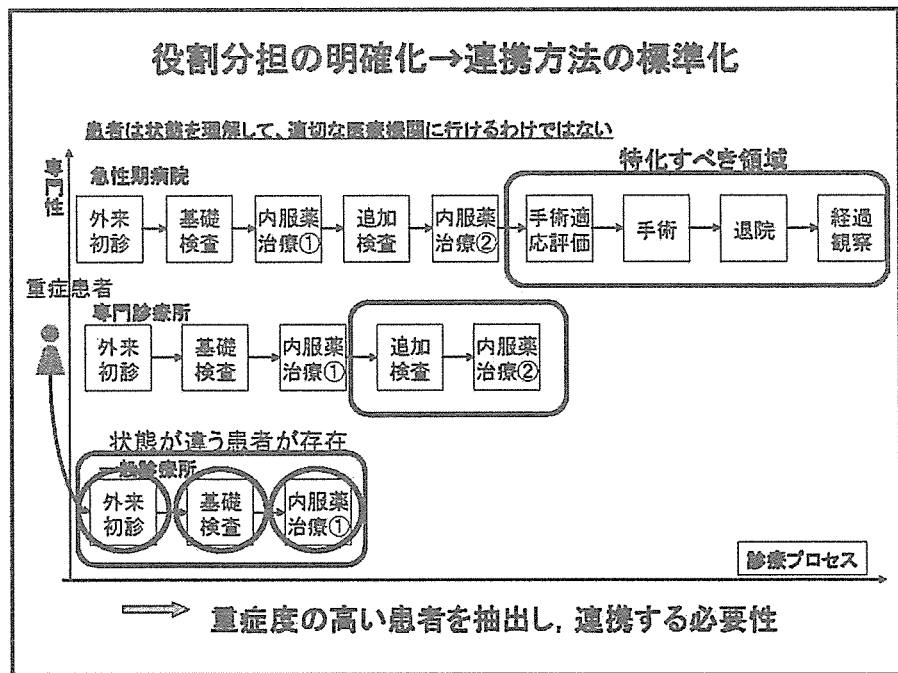 役割分担の明確化→連携方法の標準化
患者は状態を理解して、適切な医療機関に行けるわけではない
専門性
特化すべき領域
急性期病院
外来
初診
基礎
検査
内服薬
治療①
追加
検査
内服薬
治療②
手術適
応評価
手術
退院
経過
観察
重症患者
専門診療所
外来
初診
基礎
検査
内服薬
治療①
追加
検査
内服薬
治療②
状態が違う患者が存在
一般診療所
外来
初診
基礎
検査
内服薬
治療①
診療プロセス
重症度の高い患者を抽出し, 連携する必要性